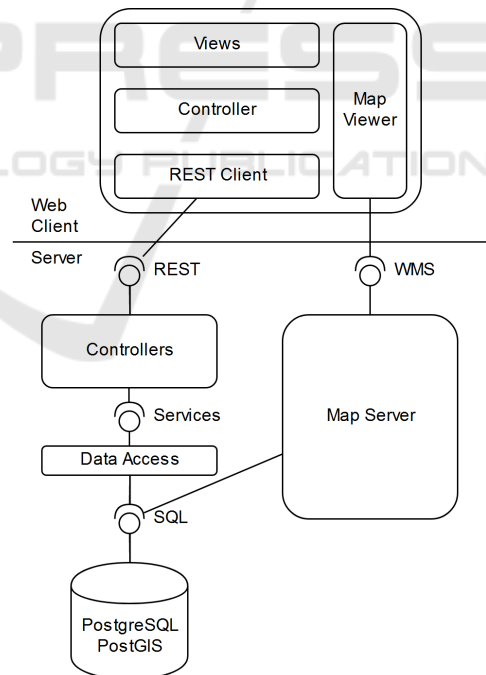 Views
Controller
Map
Viewer
REST Client
Web
Client
Server
REST
WMS
Controllers
Services
Map Server
Data Access
SQL
PostgreSQL
PostGIS